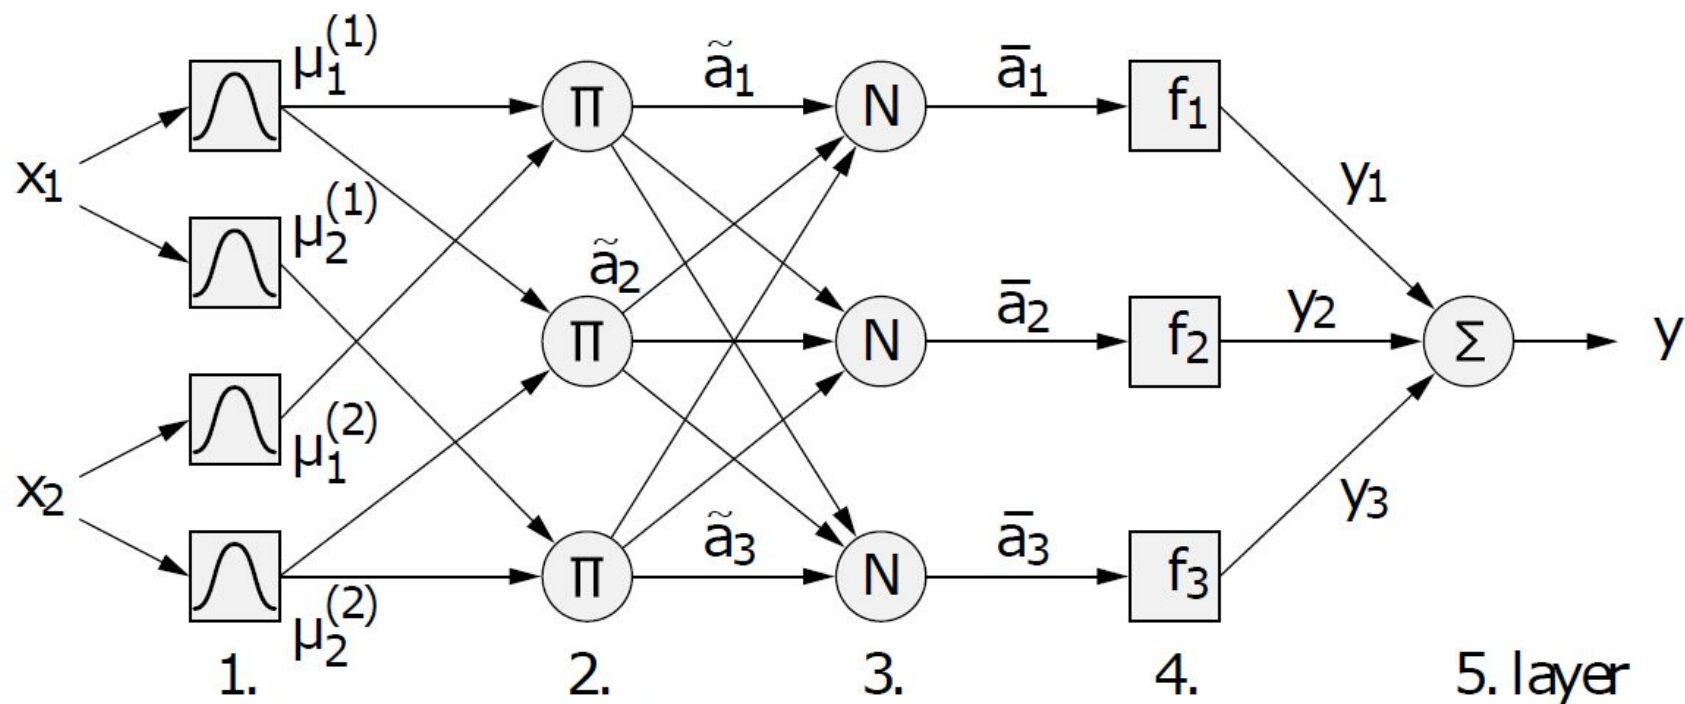 μ₁⁽¹⁾ ã₁ ā₁
Π N f₁
x₁ y₁
μ₂⁽¹⁾
ã₂ ā₂ y₂
Π N f₂ Σ y
μ₁⁽²⁾
x₂ y₃
ã₃ ā₃
Π N f₃
μ₂⁽²⁾
1. 2. 3. 4. 5. layer